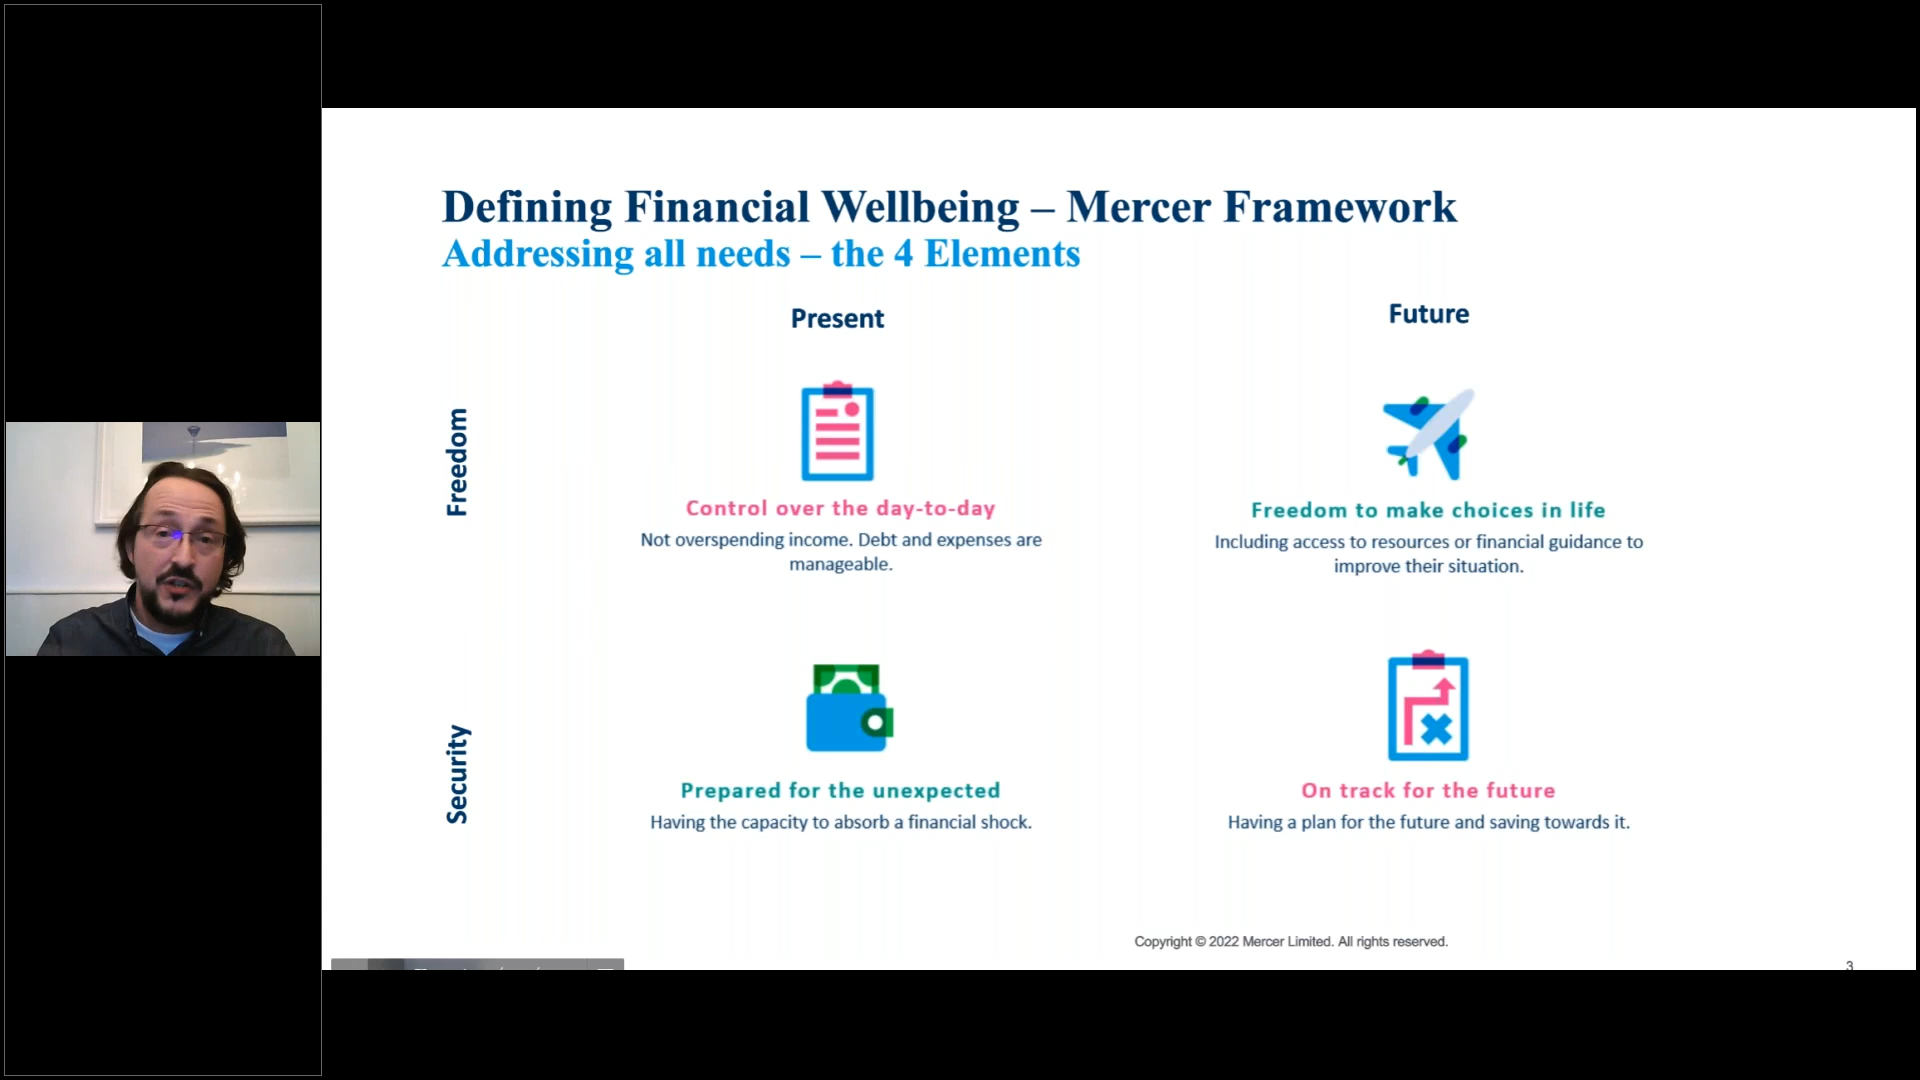 Defining Financial Wellbeing – Mercer Framework
Addressing all needs – the 4 Elements
Present
Future
Freedom
Control over the day-to-day
Not overspending income. Debt and expenses are
manageable.
Freedom to make choices in life
Including access to resources or financial guidance to
improve their situation.
Security
Prepared for the unexpected
Having the capacity to absorb a financial shock.
On track for the future
Having a plan for the future and saving towards it.
Copyright © 2022 Mercer Limited. All rights reserved.
3